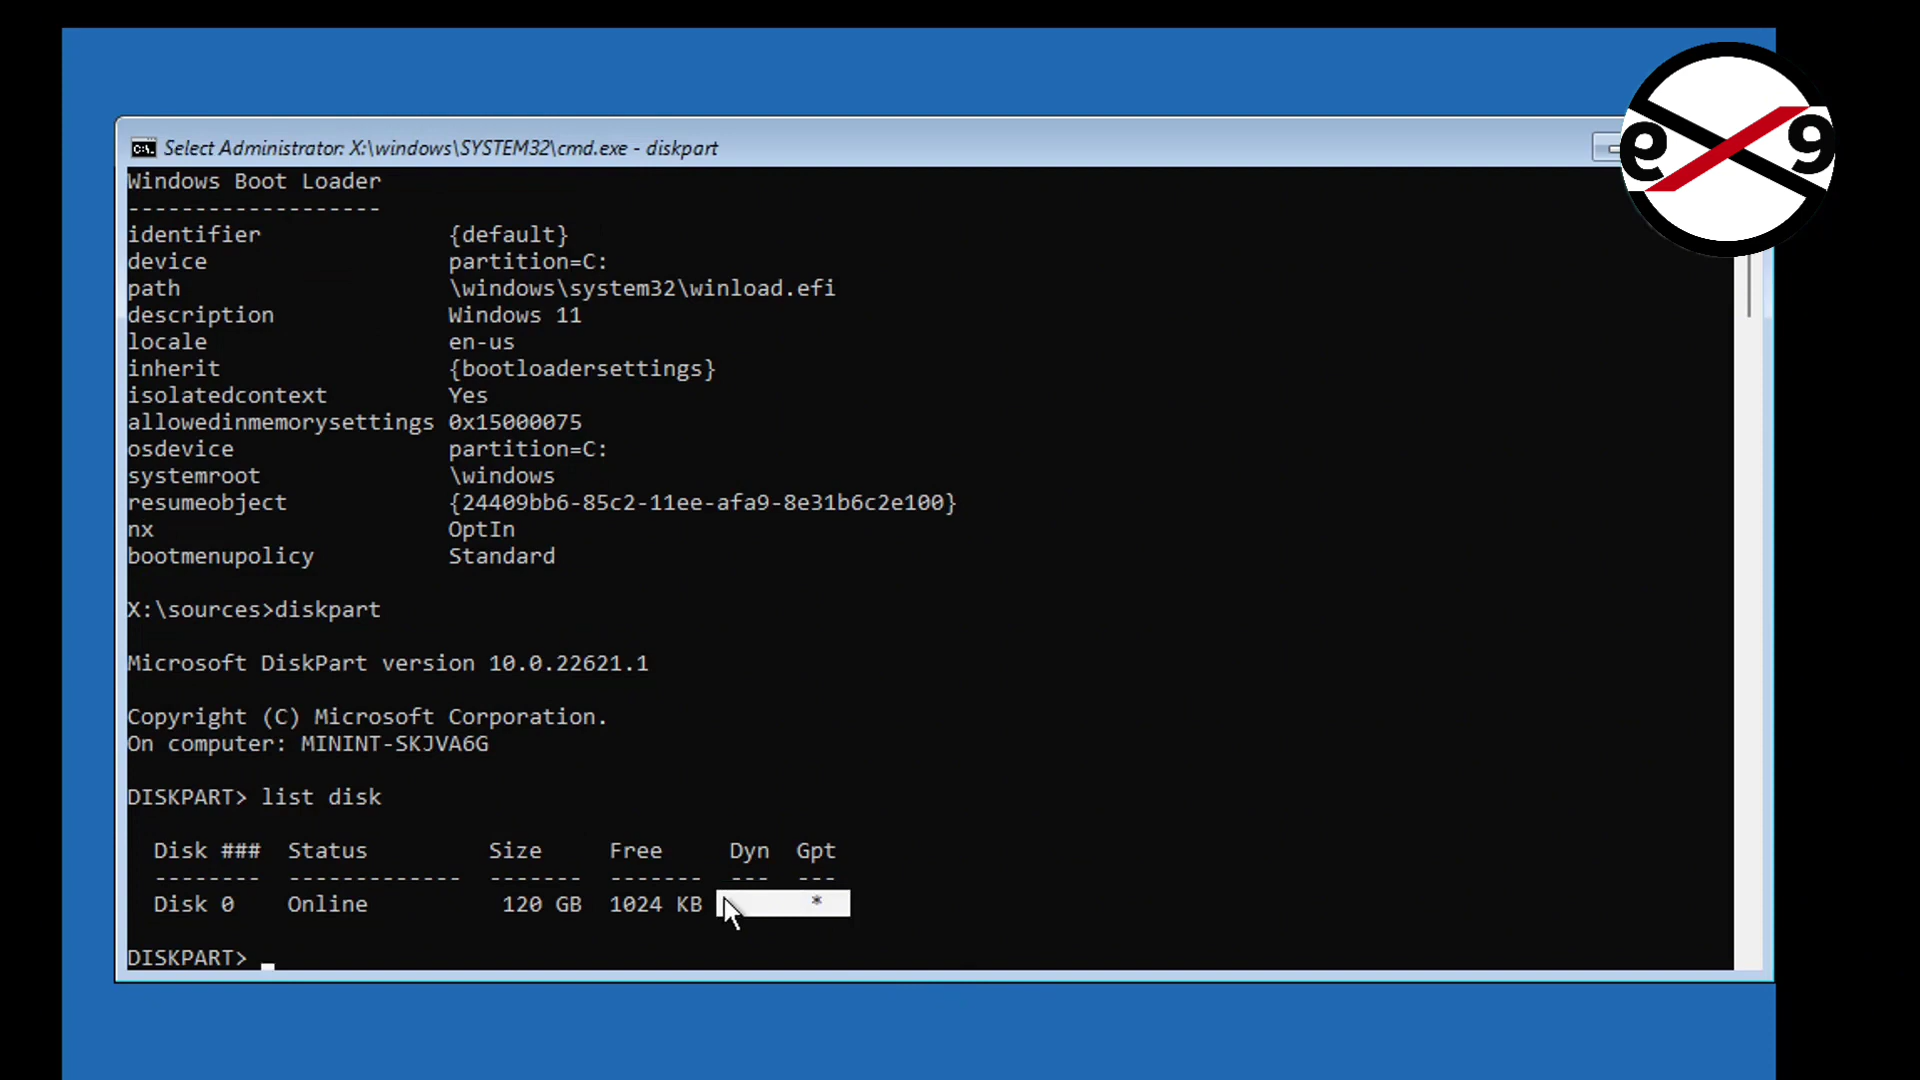 Select Administrator: X:\windows\SYSTEM32\cmd.exe - diskpart
Windows Boot Loader
-------------------
identifier              {default}
device                  partition=C:
path                    \windows\system32\winload.efi
description             Windows 11
locale                  en-us
inherit                 {bootloadersettings}
isolatedcontext         Yes
allowedinmemorysettings 0x15000075
osdevice                partition=C:
systemroot              \windows
resumeobject            {24409bb6-85c2-11ee-afa9-8e31b6c2e100}
nx                      OptIn
bootmenupolicy          Standard
X:\sources>diskpart
Microsoft DiskPart version 10.0.22621.1
Copyright (C) Microsoft Corporation.
On computer: MININT-SKJVA6G
DISKPART> list disk
  Disk ###  Status         Size     Free     Dyn  Gpt
  --------  -------------  -------  -------  ---  ---
  Disk 0    Online          120 GB  1024 KB        *
DISKPART>
e9